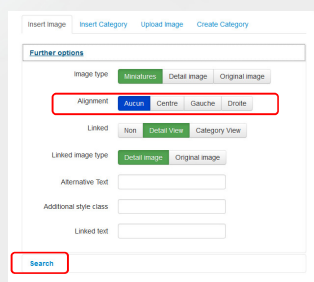 Insert Image Insert Category Upload Image Create Category
Further options
Image type Miniatures Detail image Original image
Alignment Aucun Centre Gauche Droite
Linked Non Detail View Category View
Linked image type Detail image Original image
Alternative Text
Additional style class
Linked text
Search